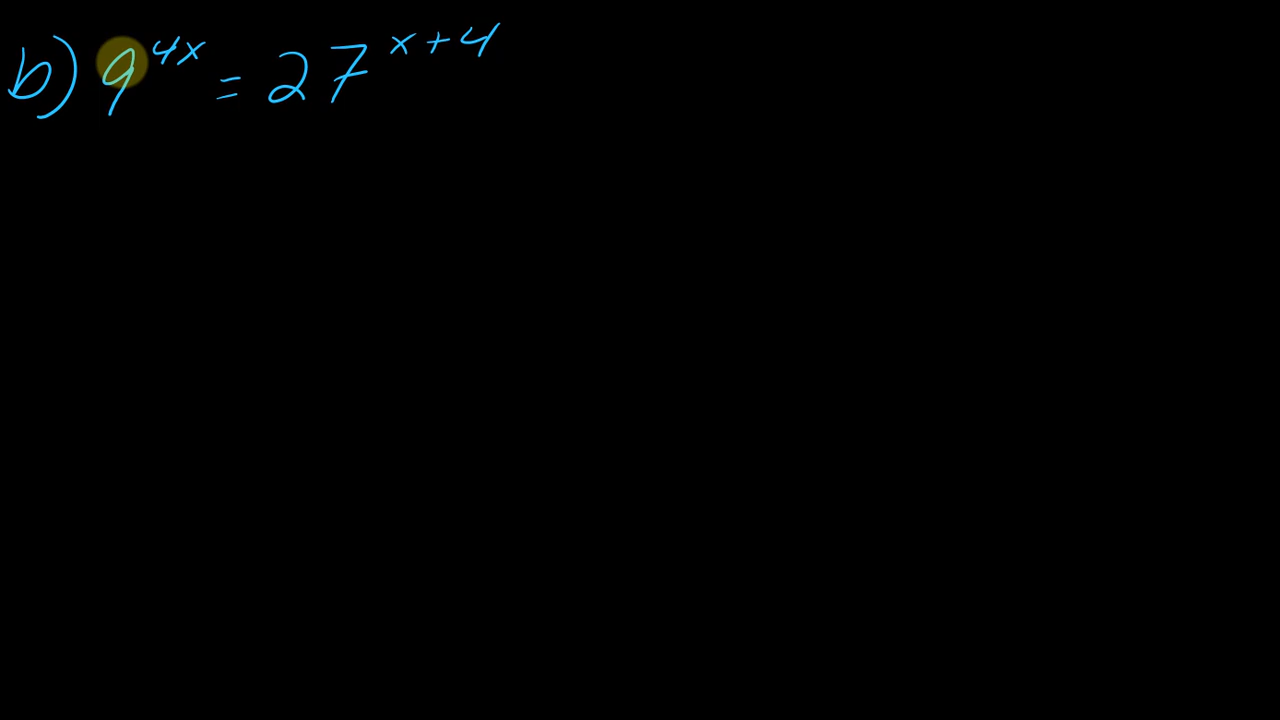 b) 9^{4x} = 27^{x+4}